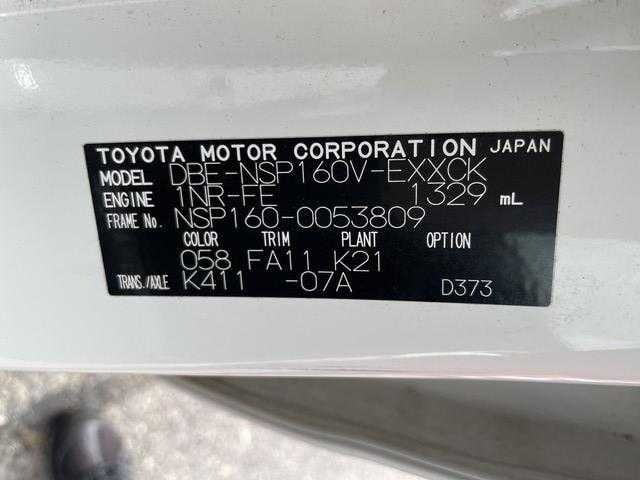 TOYOTA MOTOR CORPORATION JAPAN
MODEL DBE-NSP160V-EXXCK
ENGINE 1NR-FE 1329 mL
FRAME No. NSP160-0053809
COLOR TRIM PLANT OPTION
058 FA11 K21
TRANS./AXLE K411 -07A D373